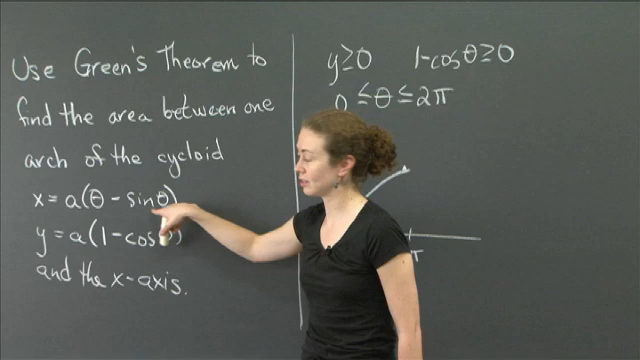 Use Green's Theorem to
find the area between one
arch of the cycloid
x = a(θ - sinθ)
y = a(1 - cos )
and the x-axis.
y ≥ 0 1-cosθ ≥ 0
0 ≤ θ ≤ 2π
π